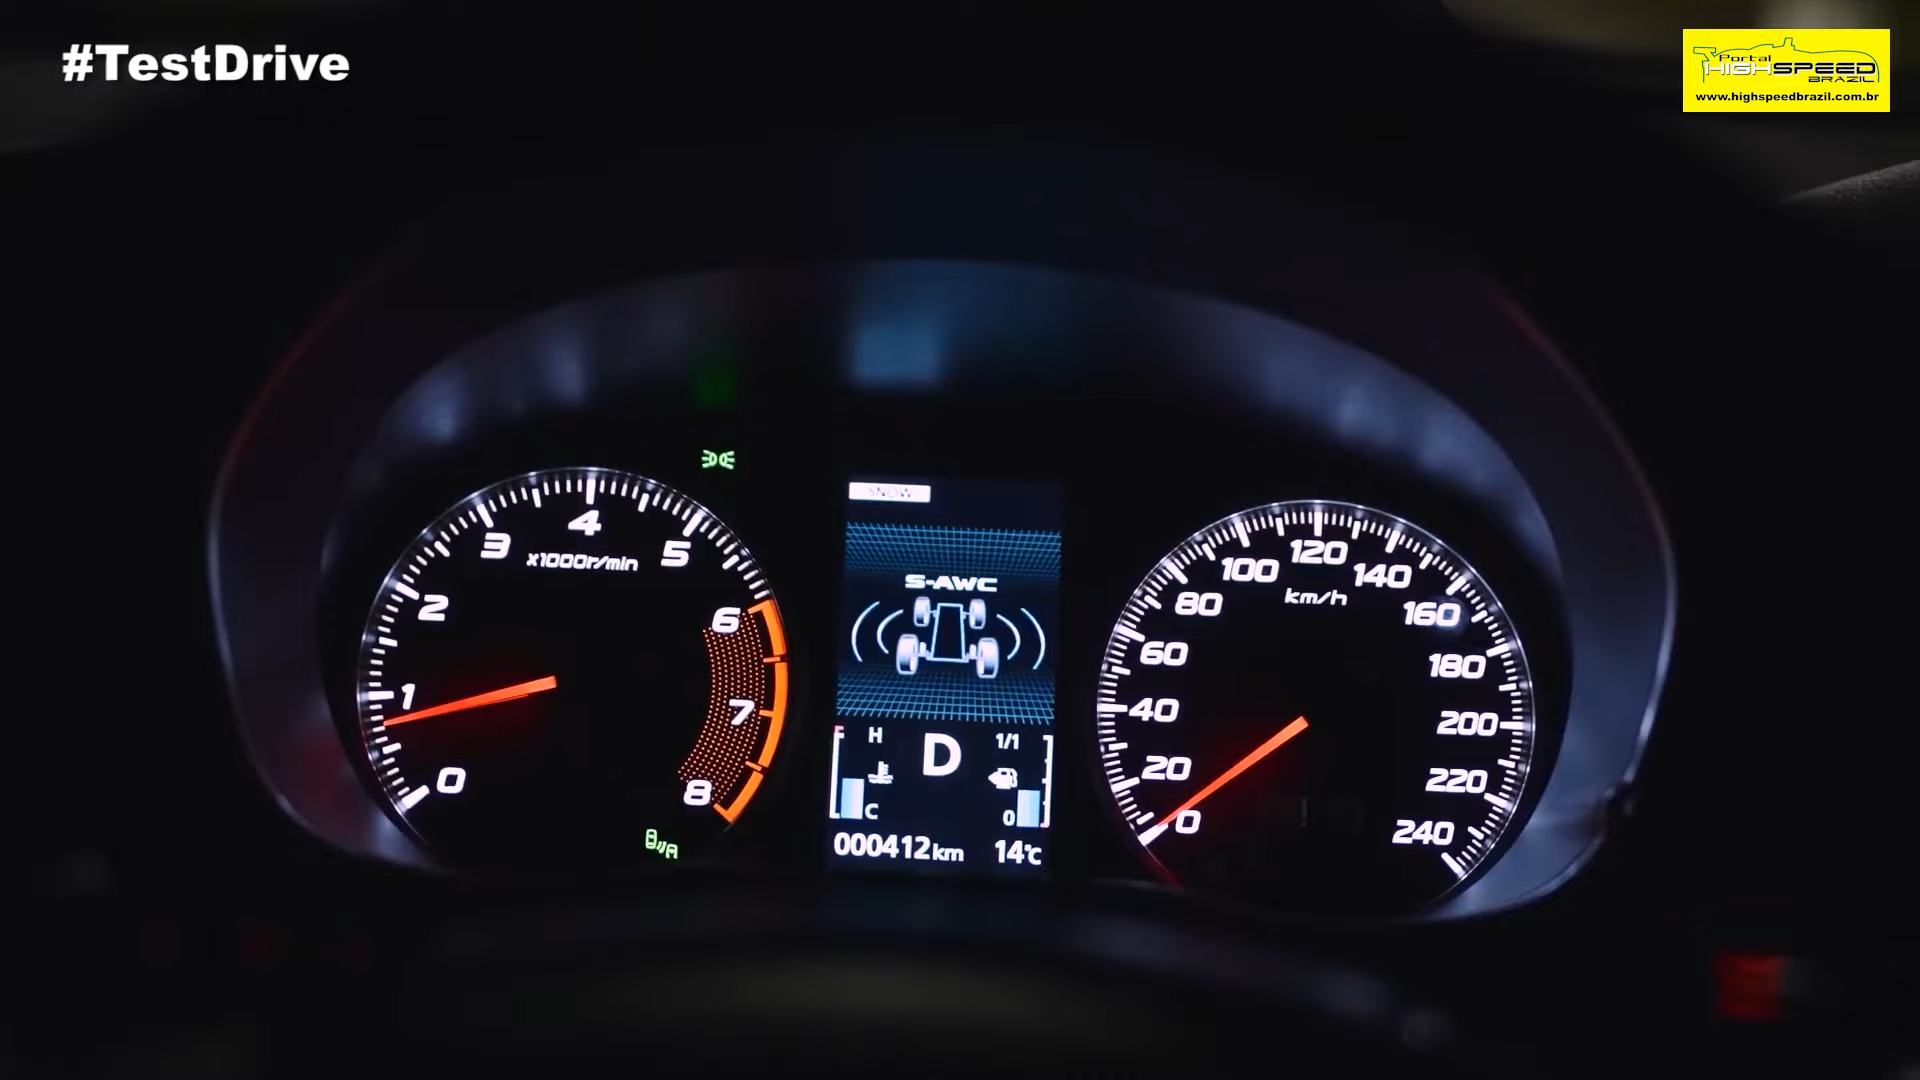 #TestDrive
Portal
HIGHSPEED
BRAZIL
www.highspeedbrazil.com.br
SNOW
0 1 2 3 4 5 6 7 8
x1000r/min
S-AWC
H
C
D
1/1
0
000412km 14°C
0 20 40 60 80 100 120 140 160 180 200 220 240
km/h